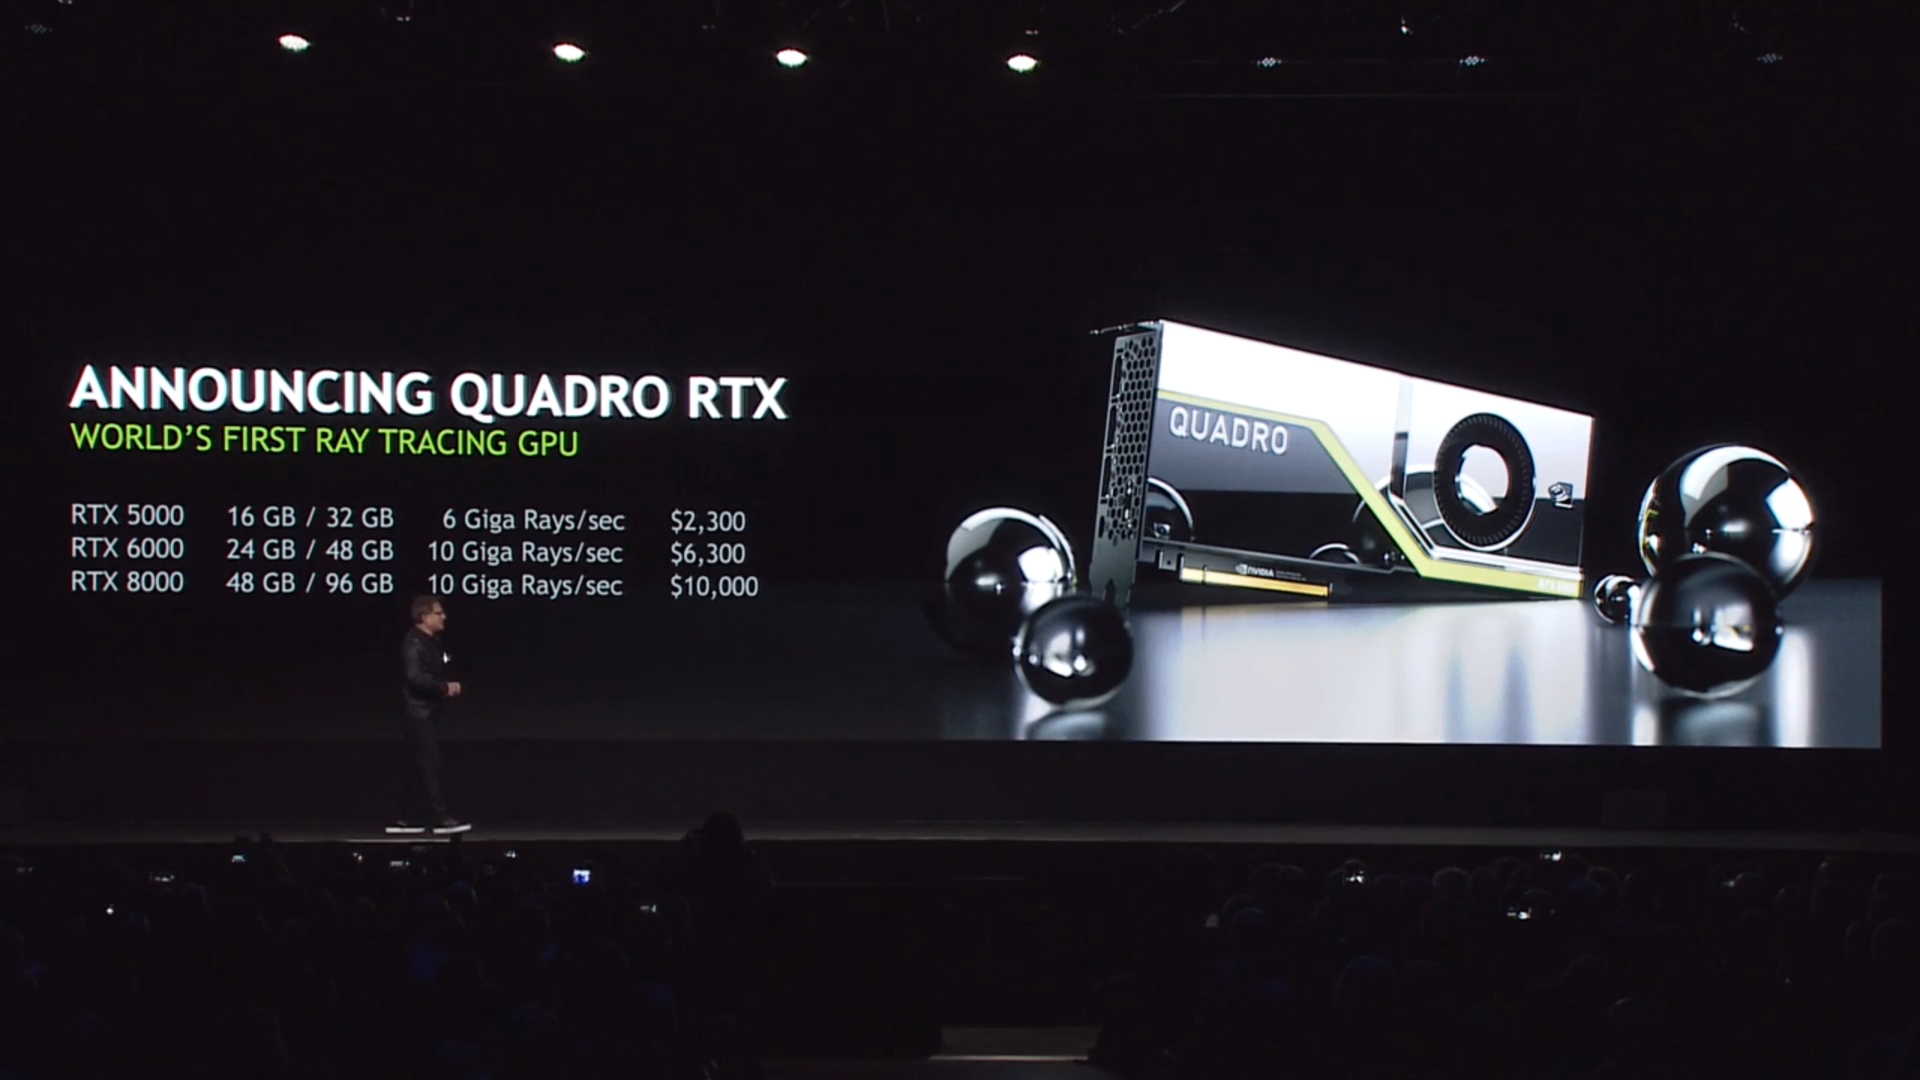 ANNOUNCING QUADRO RTX
WORLD'S FIRST RAY TRACING GPU
RTX 5000 16 GB / 32 GB 6 Giga Rays/sec $2,300
RTX 6000 24 GB / 48 GB 10 Giga Rays/sec $6,300
RTX 8000 48 GB / 96 GB 10 Giga Rays/sec $10,000
QUADRO
NVIDIA